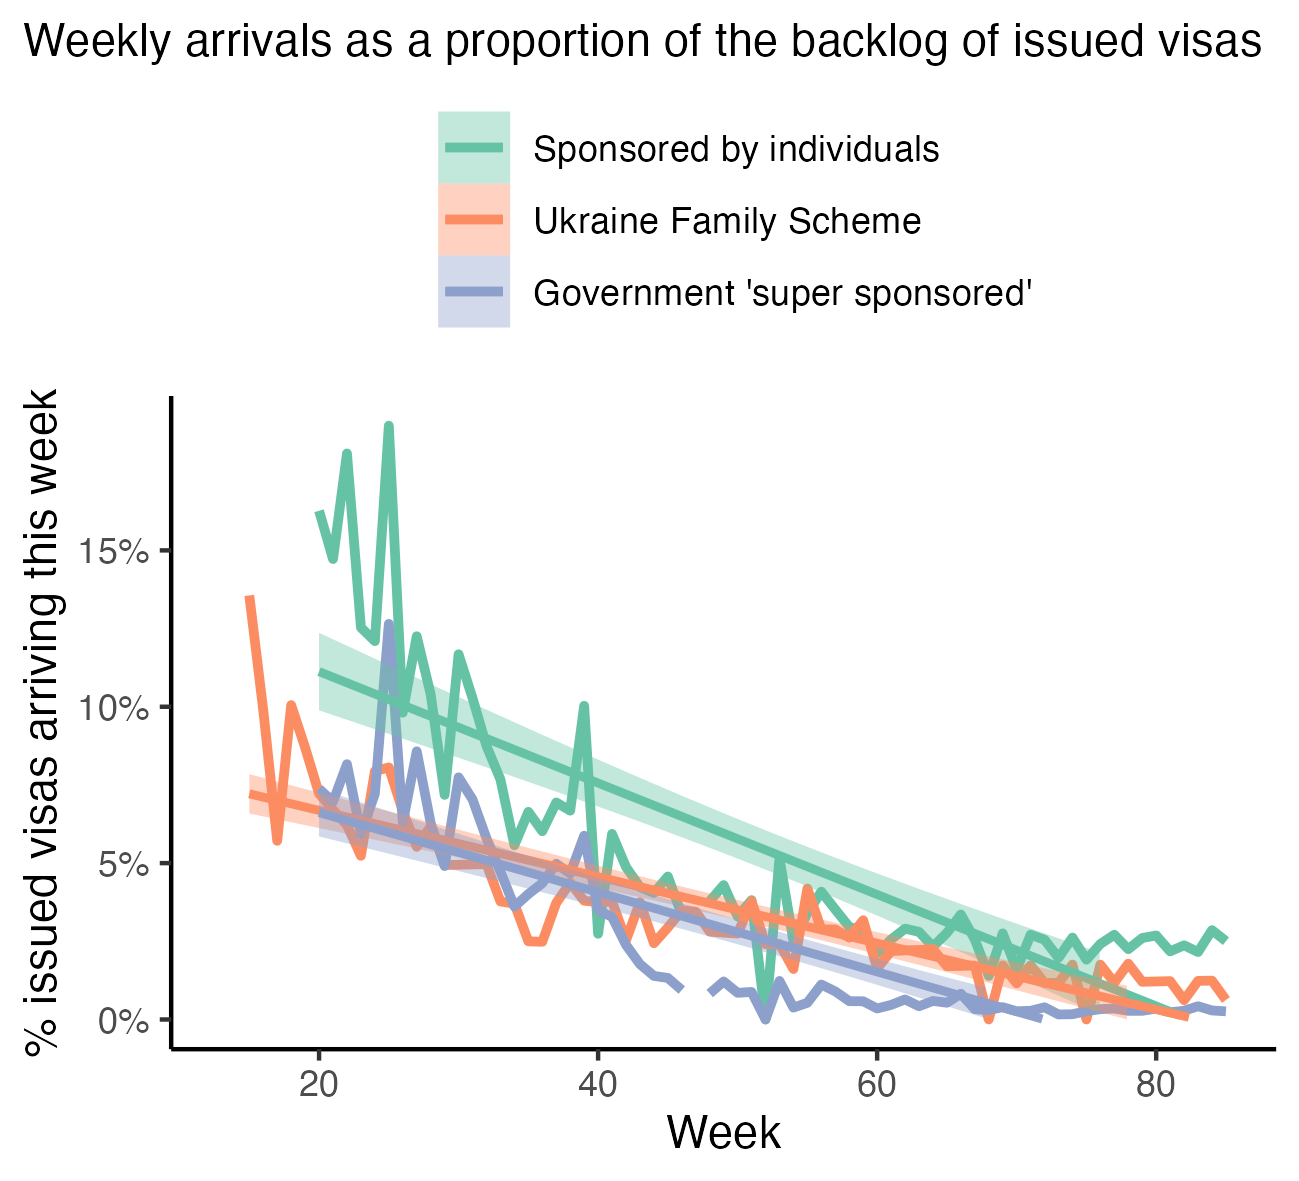 Weekly arrivals as a proportion of the backlog of issued visas
Sponsored by individuals
Ukraine Family Scheme
Government 'super sponsored'
% issued visas arriving this week
15%
10%
5%
0%
20 40 60 80
Week